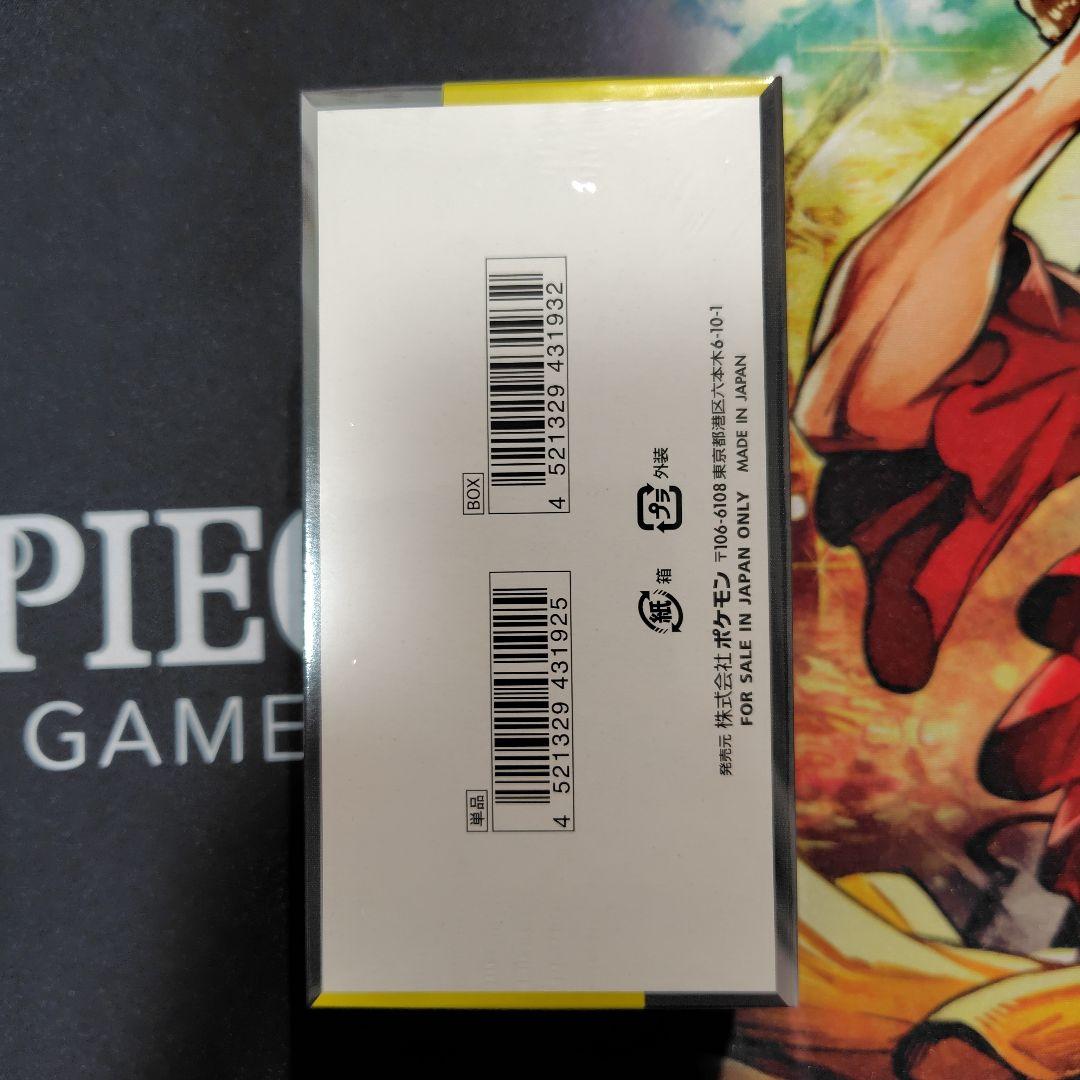 PIEC
GAME
単品
4 521329 431925
BOX
4 521329 431932
紙 箱
プラ 外装
発売元 株式会社ポケモン 〒106-6108 東京都港区六本木6-10-1
FOR SALE IN JAPAN ONLY MADE IN JAPAN